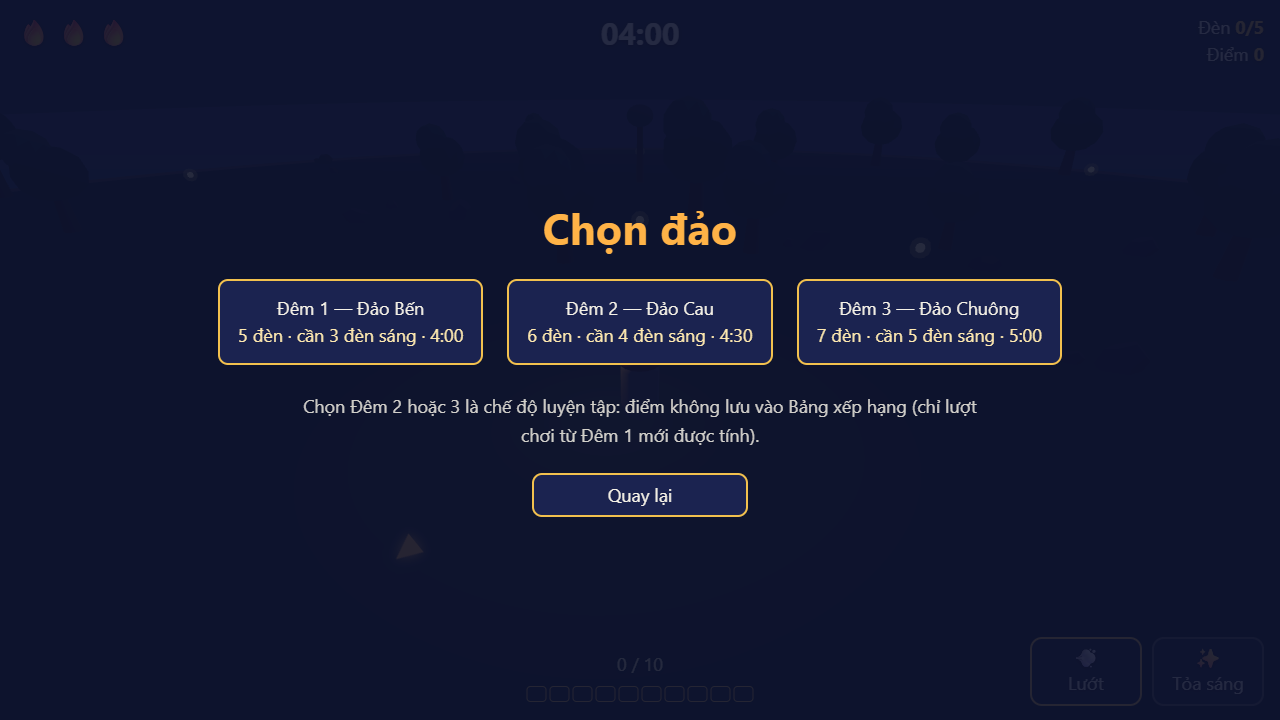 04:00
Đèn 0/5
Điểm 0
Chọn đảo
Đêm 1 — Đảo Bến
5 đèn · cần 3 đèn sáng · 4:00
Đêm 2 — Đảo Cau
6 đèn · cần 4 đèn sáng · 4:30
Đêm 3 — Đảo Chuông
7 đèn · cần 5 đèn sáng · 5:00
Chọn Đêm 2 hoặc 3 là chế độ luyện tập: điểm không lưu vào Bảng xếp hạng (chỉ lượt
chơi từ Đêm 1 mới được tính).
Quay lại
0 / 10
Lướt
Tỏa sáng